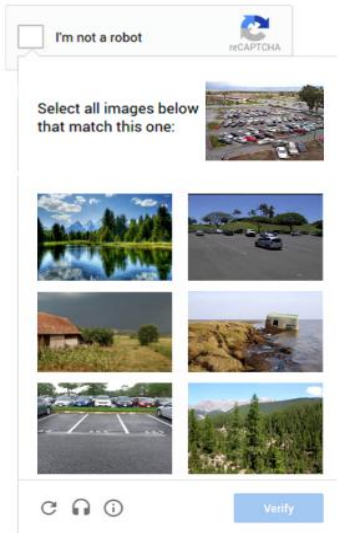 I'm not a robot
reCAPTCHA
Select all images below
that match this one:
Verify